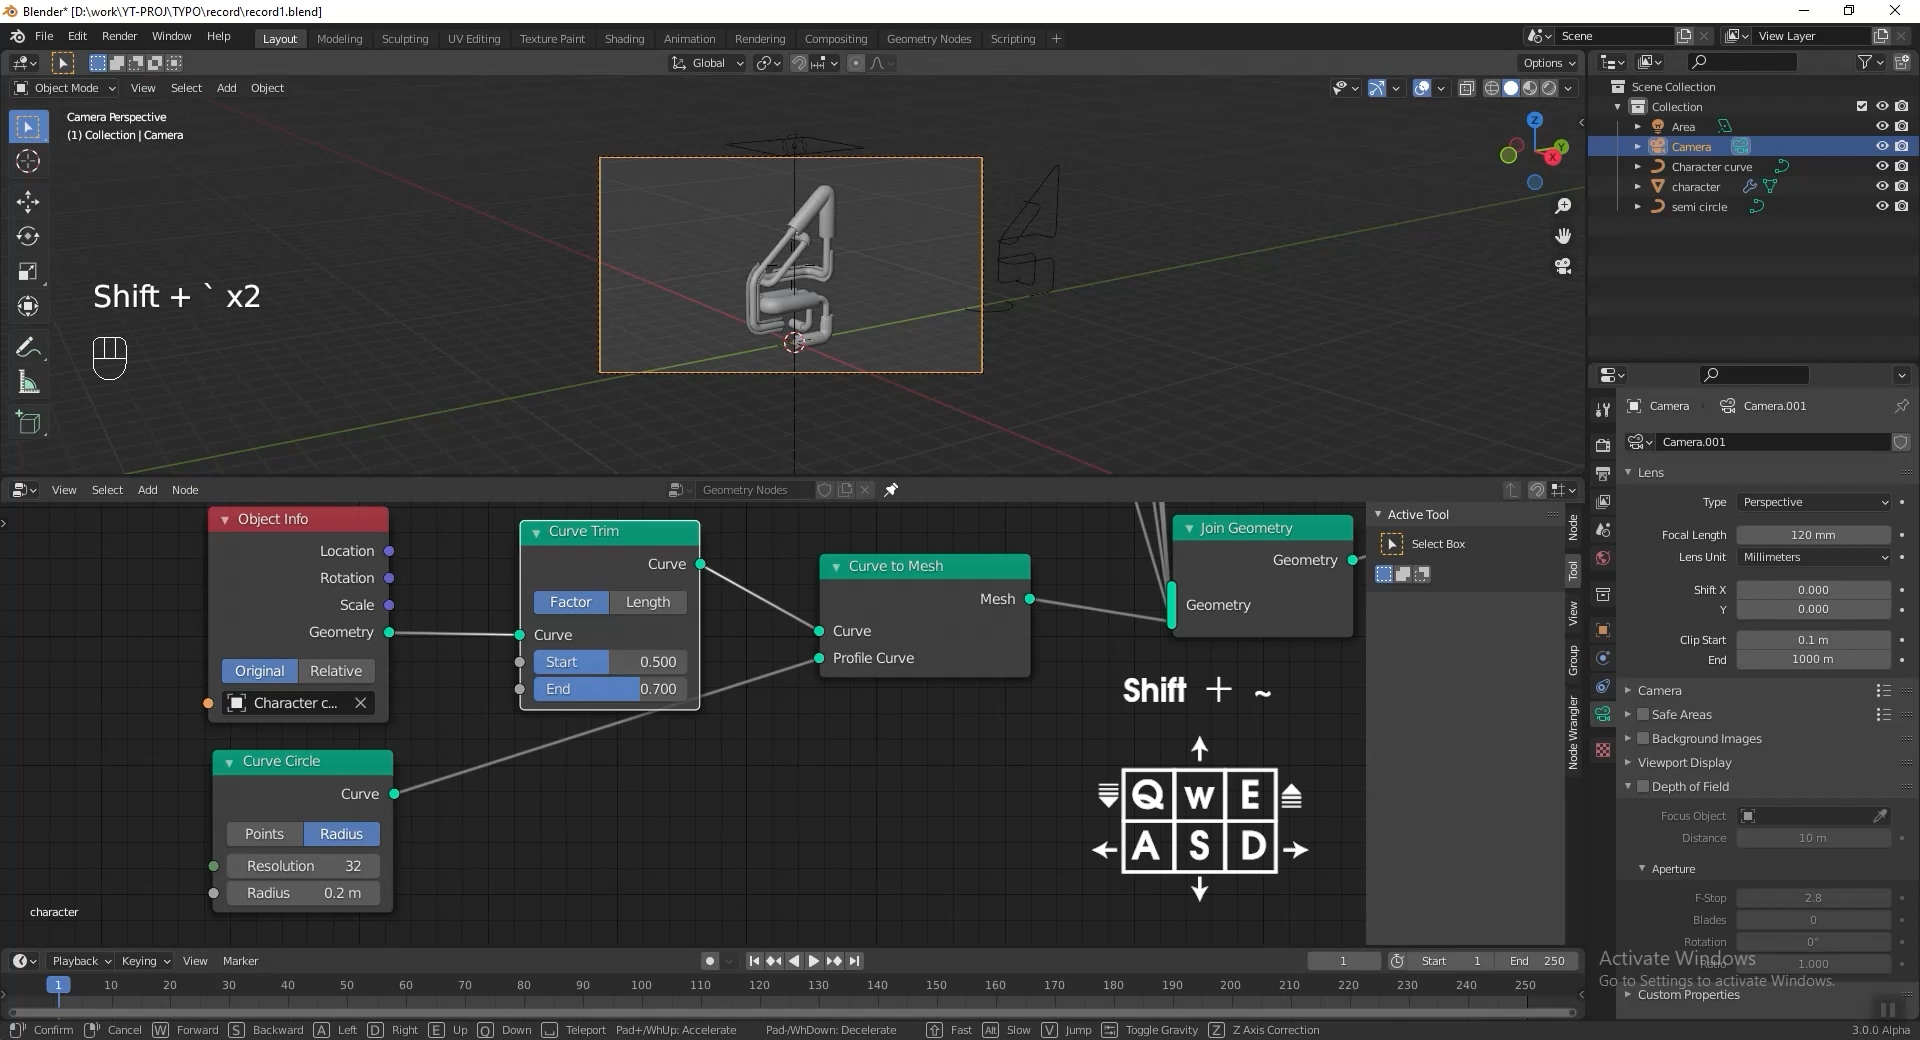 Blender* [D:\work\YT-PROJ\TYPO\record\record1.blend]
File Edit Render Window Help Layout Modeling Sculpting UV Editing Texture Paint Shading Animation Rendering Compositing Geometry Nodes Scripting + Scene View Layer
Global Options
Object Mode View Select Add Object
Camera Perspective
(1) Collection | Camera
Z
Y
X
Shift + ` x2
Scene Collection
Collection
Area
Camera
Character curve
character
semi circle
Camera Camera.001
Camera.001
Lens
Type Perspective
Focal Length 120 mm
Lens Unit Millimeters
Shift X 0.000
Y 0.000
Clip Start 0.1 m
End 1000 m
Camera
Safe Areas
Background Images
Viewport Display
Depth of Field
Focus Object
Distance 10 m
Aperture
F-Stop 2.8
Blades 0
Rotation 0°
Ratio 1.000
Custom Properties
Activate Windows
Go to Settings to activate Windows.
View Select Add Node Geometry Nodes
Object Info
Location
Rotation
Scale
Geometry
Original Relative
Character c...
Curve Circle
Curve
Points Radius
Resolution 32
Radius 0.2 m
Curve Trim
Curve
Factor Length
Curve
Start 0.500
End 0.700
Curve to Mesh
Mesh
Curve
Profile Curve
Join Geometry
Geometry
Geometry
Active Tool
Select Box
Node
Tool
View
Group
Node Wrangler
Shift + ~
Q W E
A S D
character
Playback Keying View Marker 1 Start 1 End 250
1 10 20 30 40 50 60 70 80 90 100 110 120 130 140 150 160 170 180 190 200 210 220 230 240 250
Confirm Cancel W Forward S Backward A Left D Right E Up Q Down Teleport Pad+/WhUp: Accelerate Pad-/WhDown: Decelerate Fast Alt Slow V Jump Toggle Gravity Z Z Axis Correction 3.0.0 Alpha